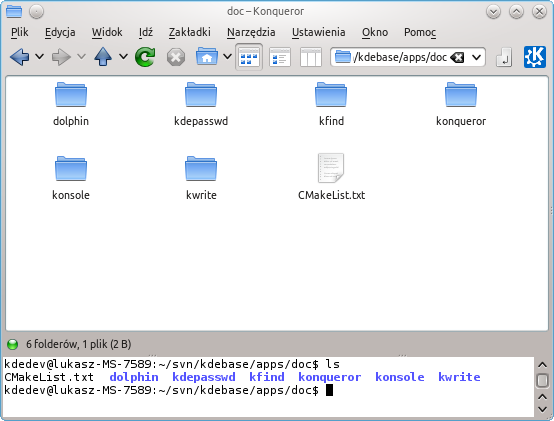 doc – Konqueror
Plik Edycja Widok Idź Zakładki Narzędzia Ustawienia Okno Pomoc
/kdebase/apps/doc
dolphin kdepasswd kfind konqueror
konsole kwrite CMakeList.txt
6 folderów, 1 plik (2 B)
kdedev@lukasz-MS-7589:~/svn/kdebase/apps/doc$ ls
CMakeList.txt dolphin kdepasswd kfind konqueror konsole kwrite
kdedev@lukasz-MS-7589:~/svn/kdebase/apps/doc$